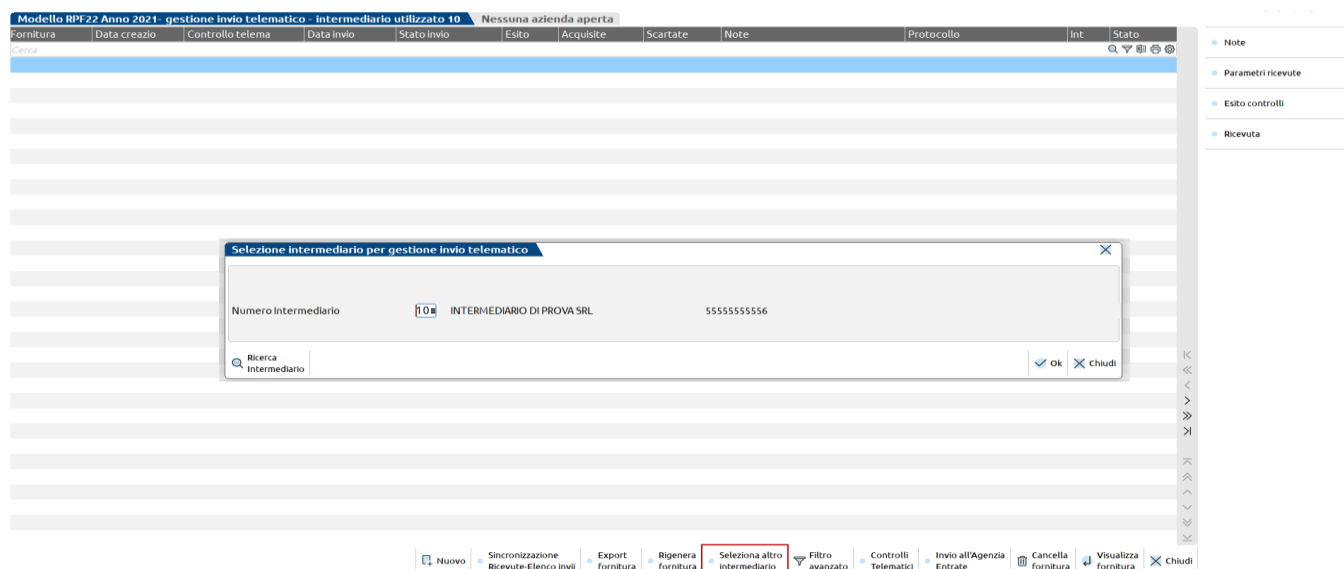 Modello RPF22 Anno 2021- gestione invio telematico - intermediario utilizzato 10 Nessuna azienda aperta
Fornitura Data creazio Controllo telema Data invio Stato invio Esito Acquisite Scartate Note Protocollo Int Stato
Cerca
Note
Parametri ricevute
Esito controlli
Ricevuta
Selezione intermediario per gestione invio telematico
Numero Intermediario 10 INTERMEDIARIO DI PROVA SRL 55555555556
Ricerca
Intermediario
Ok Chiudi
Nuovo
Sincronizzazione
Ricevute-Elenco invii
Export
fornitura
Rigenera
fornitura
Seleziona altro
intermediario
Filtro
avanzato
Controlli
Telematici
Invio all'Agenzia
Entrate
Cancella
fornitura
Visualizza
fornitura
Chiudi